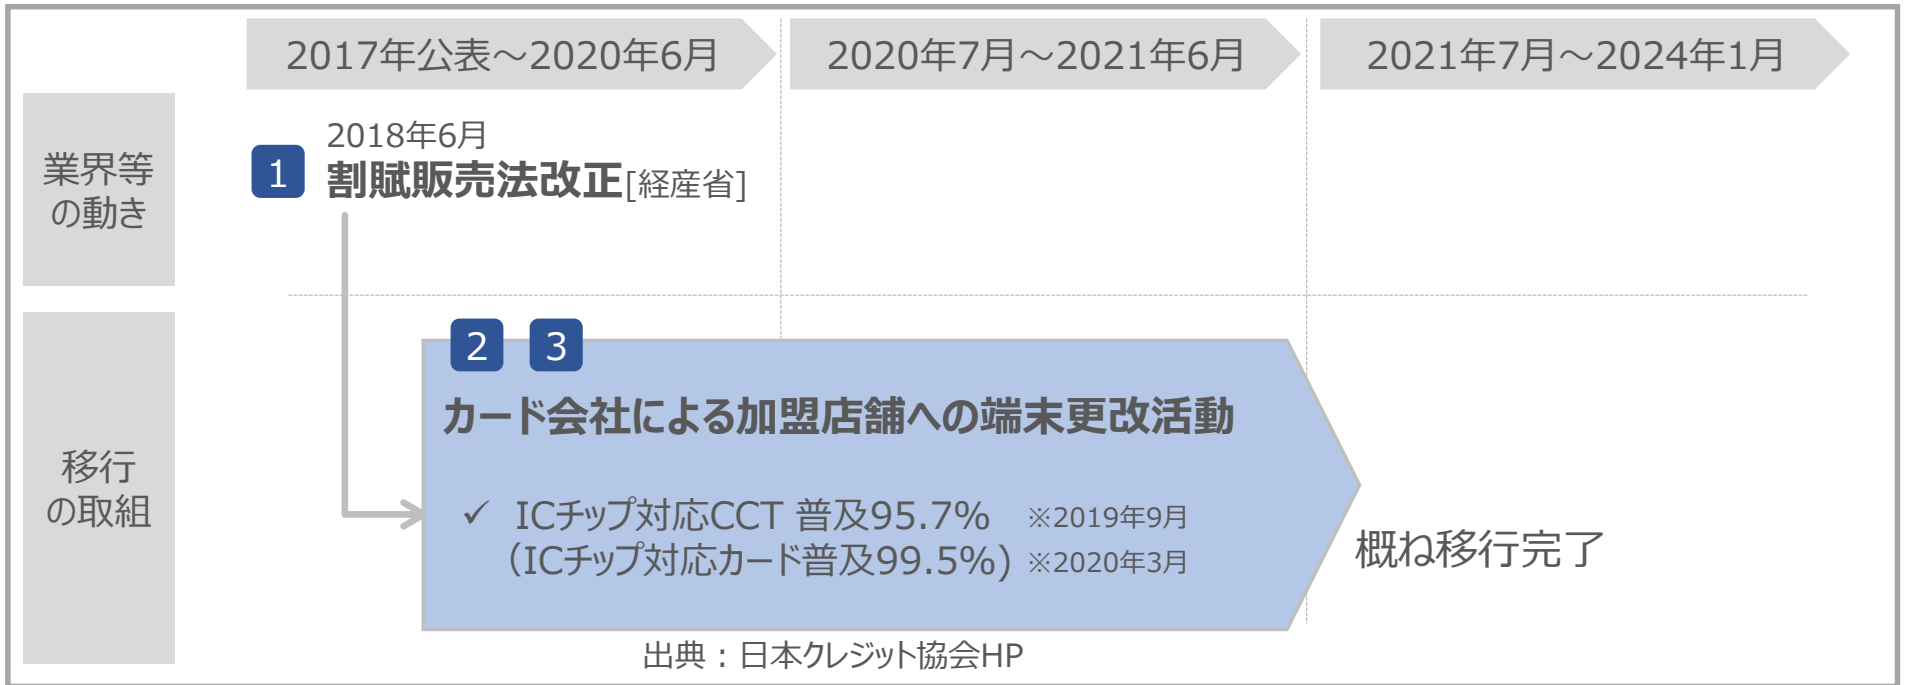 2017年公表～2020年6月
2020年7月～2021年6月
2021年7月～2024年1月
業界等
の動き
1
2018年6月
割賦販売法改正[経産省]
移行
の取組
2 3
カード会社による加盟店舗への端末更改活動
✓ ICチップ対応CCT 普及95.7% ※2019年9月
（ICチップ対応カード普及99.5%) ※2020年3月
概ね移行完了
出典：日本クレジット協会HP